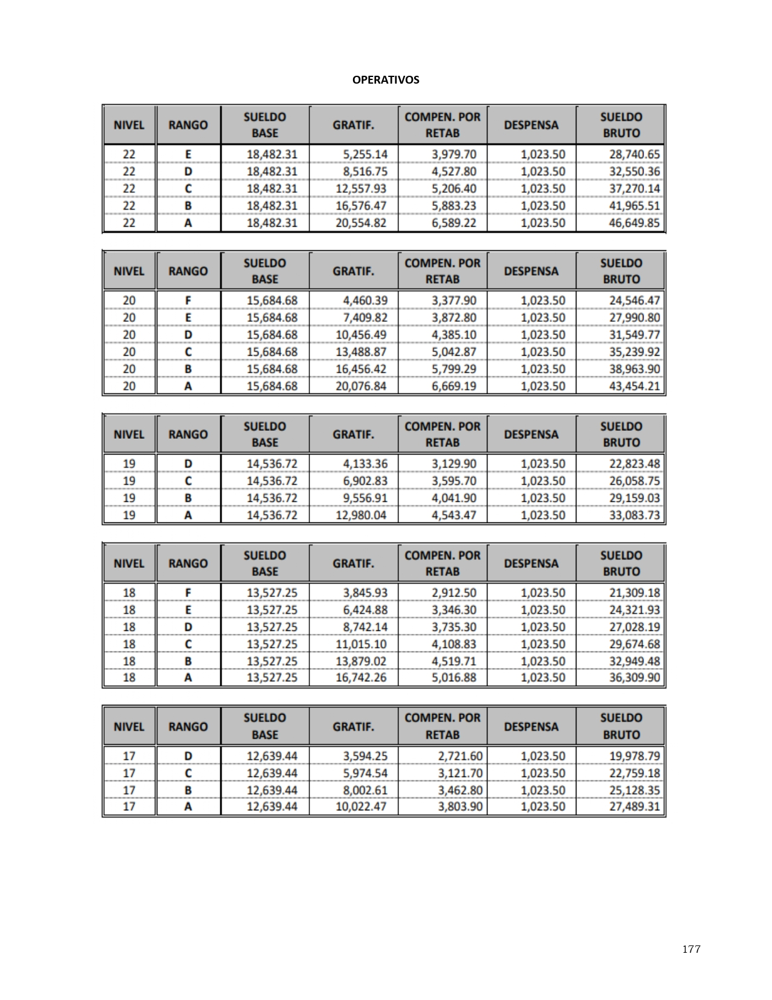 OPERATIVOS
NIVEL RANGO SUELDO BASE GRATIF. COMPEN. POR RETAB DESPENSA SUELDO BRUTO
22 E 18,482.31 5,255.14 3,979.70 1,023.50 28,740.65
22 D 18,482.31 8,516.75 4,527.80 1,023.50 32,550.36
22 C 18,482.31 12,557.93 5,206.40 1,023.50 37,270.14
22 B 18,482.31 16,576.47 5,883.23 1,023.50 41,965.51
22 A 18,482.31 20,554.82 6,589.22 1,023.50 46,649.85
NIVEL RANGO SUELDO BASE GRATIF. COMPEN. POR RETAB DESPENSA SUELDO BRUTO
20 F 15,684.68 4,460.39 3,377.90 1,023.50 24,546.47
20 E 15,684.68 7,409.82 3,872.80 1,023.50 27,990.80
20 D 15,684.68 10,456.49 4,385.10 1,023.50 31,549.77
20 C 15,684.68 13,488.87 5,042.87 1,023.50 35,239.92
20 B 15,684.68 16,456.42 5,799.29 1,023.50 38,963.90
20 A 15,684.68 20,076.84 6,669.19 1,023.50 43,454.21
NIVEL RANGO SUELDO BASE GRATIF. COMPEN. POR RETAB DESPENSA SUELDO BRUTO
19 D 14,536.72 4,133.36 3,129.90 1,023.50 22,823.48
19 C 14,536.72 6,902.83 3,595.70 1,023.50 26,058.75
19 B 14,536.72 9,556.91 4,041.90 1,023.50 29,159.03
19 A 14,536.72 12,980.04 4,543.47 1,023.50 33,083.73
NIVEL RANGO SUELDO BASE GRATIF. COMPEN. POR RETAB DESPENSA SUELDO BRUTO
18 F 13,527.25 3,845.93 2,912.50 1,023.50 21,309.18
18 E 13,527.25 6,424.88 3,346.30 1,023.50 24,321.93
18 D 13,527.25 8,742.14 3,735.30 1,023.50 27,028.19
18 C 13,527.25 11,015.10 4,108.83 1,023.50 29,674.68
18 B 13,527.25 13,879.02 4,519.71 1,023.50 32,949.48
18 A 13,527.25 16,742.26 5,016.88 1,023.50 36,309.90
NIVEL RANGO SUELDO BASE GRATIF. COMPEN. POR RETAB DESPENSA SUELDO BRUTO
17 D 12,639.44 3,594.25 2,721.60 1,023.50 19,978.79
17 C 12,639.44 5,974.54 3,121.70 1,023.50 22,759.18
17 B 12,639.44 8,002.61 3,462.80 1,023.50 25,128.35
17 A 12,639.44 10,022.47 3,803.90 1,023.50 27,489.31
177